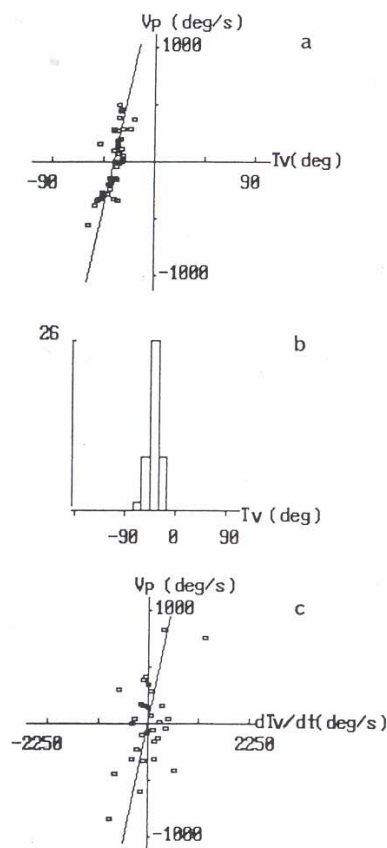 Vp (deg/s)
1000
a
Tv (deg)
-90
90
-1000
26
b
Tv (deg)
-90 0 90
Vp (deg/s)
1000
c
dTv/dt(deg/s)
-2250
2250
-1000